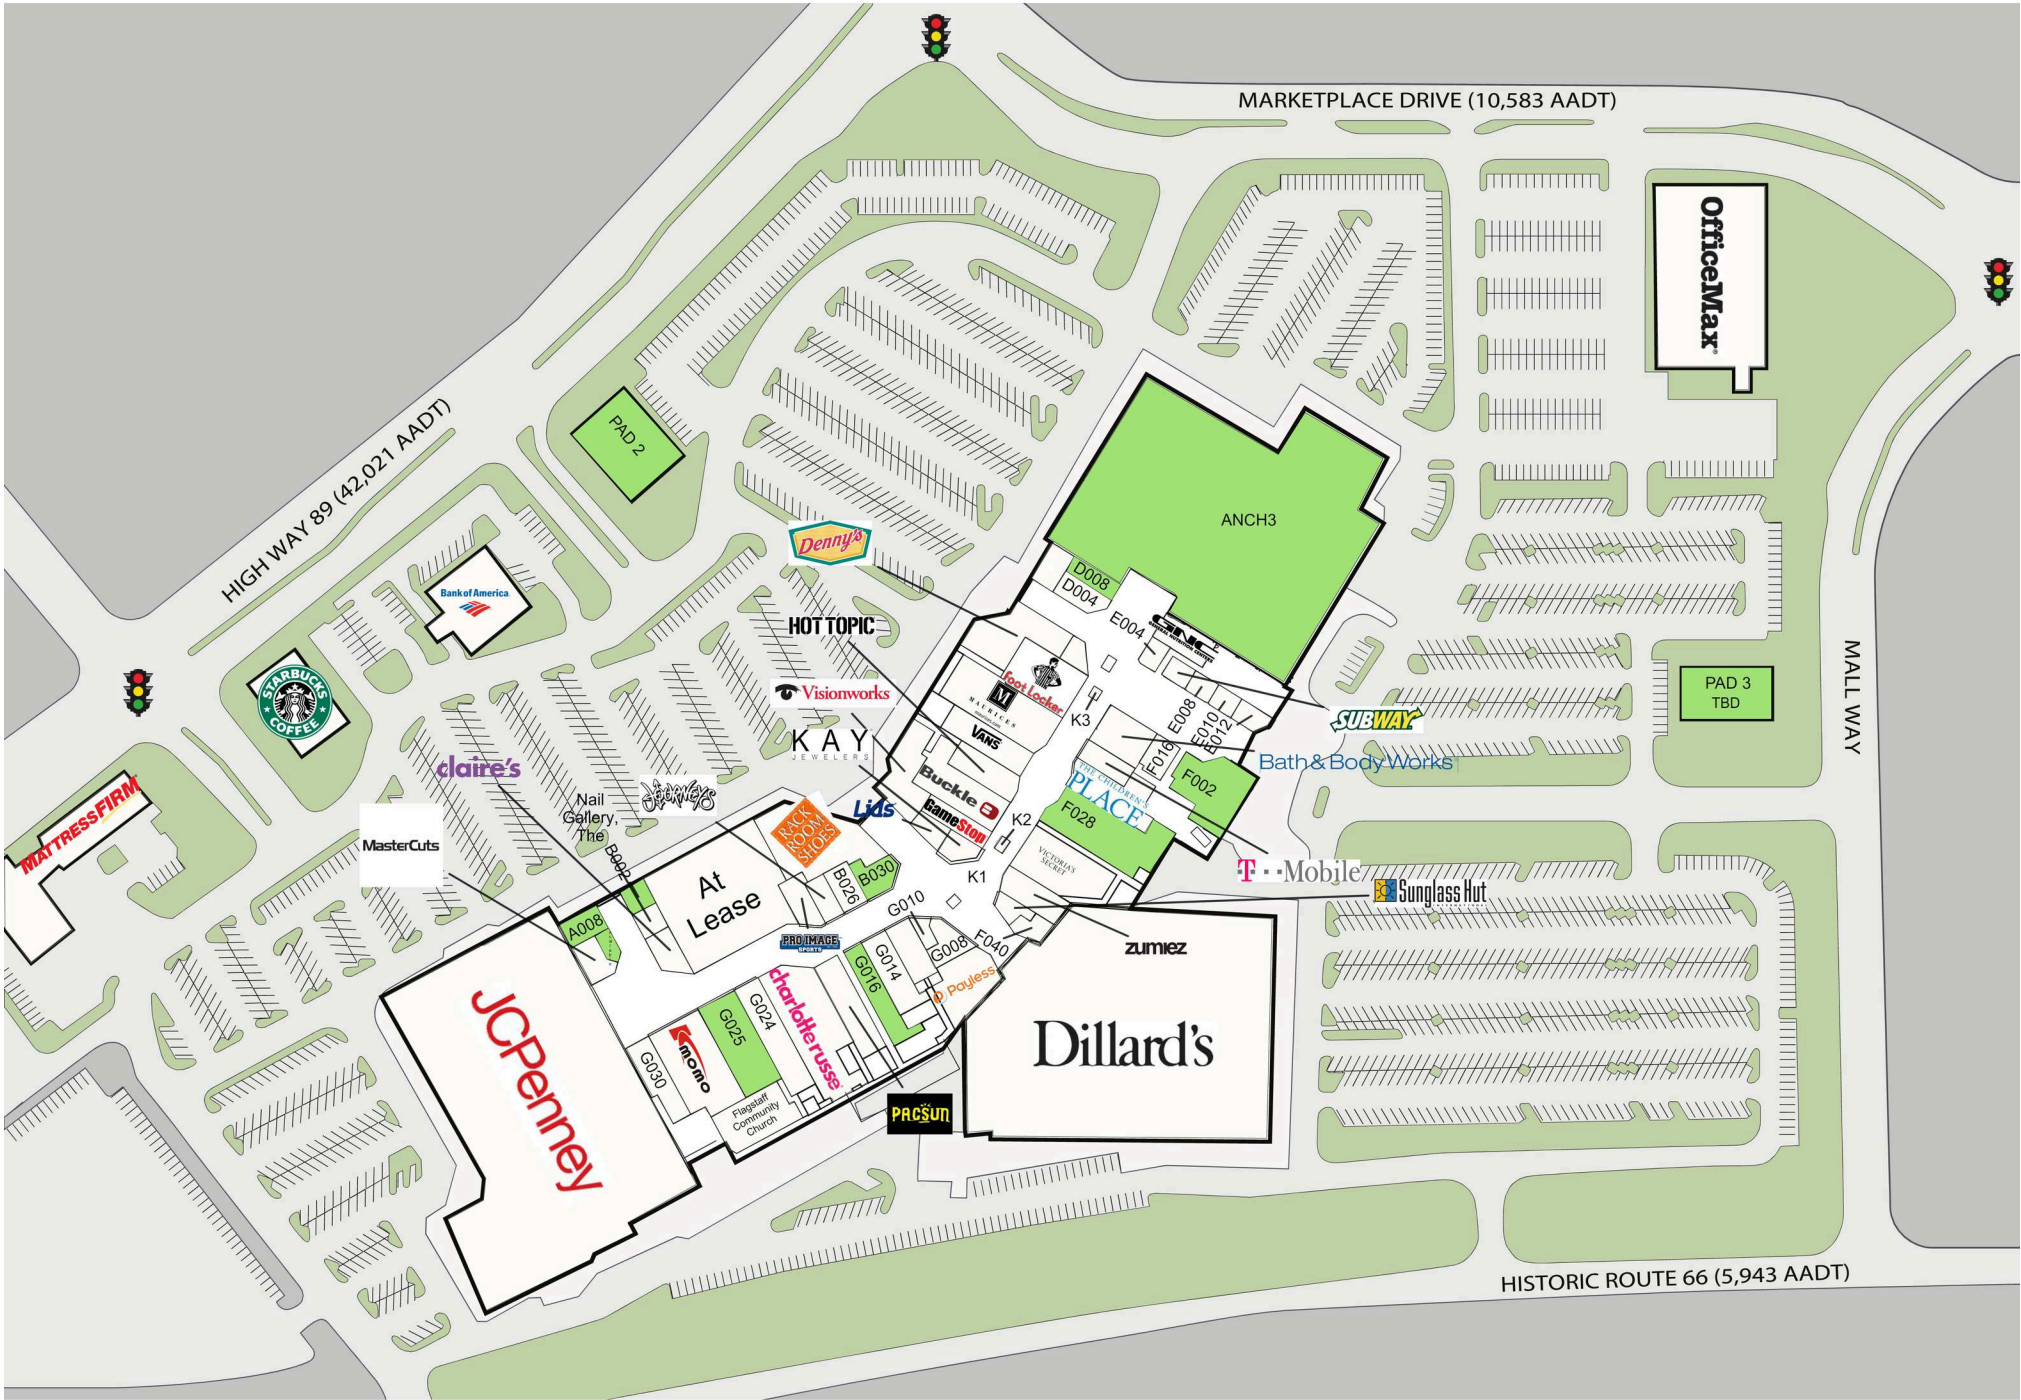 MARKETPLACE DRIVE (10,583 AADT)
OfficeMax
HIGH WAY 89 (42,021 AADT)
PAD 2
ANCH3
Denny's
Bank of America
D008
D004
HOT TOPIC
E004
GNC
GENERAL NUTRITION CENTERS
STARBUCKS
COFFEE
Foot Locker
Visionworks
M
MAURICES
K3
E008
E010
E012
SUBWAY
PAD 3
TBD
MALL WAY
KAY
JEWELERS
VANS
F016
Bath & Body Works
F002
claire's
JOURNEYS
Buckle B
THE CHILDREN'S
PLACE
F028
MATTRESSFIRM
Nail
Gallery,
The
Lids
GameStop
K2
RACK
ROOM
SHOES
MasterCuts
B002
At
Lease
B026
B030
K1
VICTORIA'S
SECRET
T··Mobile
Sunglass Hut
A008
PRO IMAGE
SPORTS
G010
G008
F040
zumiez
G014
G016
Payless
charlotte russe
G024
G025
momo
G030
JCPenney
Dillard's
Flagstaff
Community
Church
PACSUN
HISTORIC ROUTE 66 (5,943 AADT)